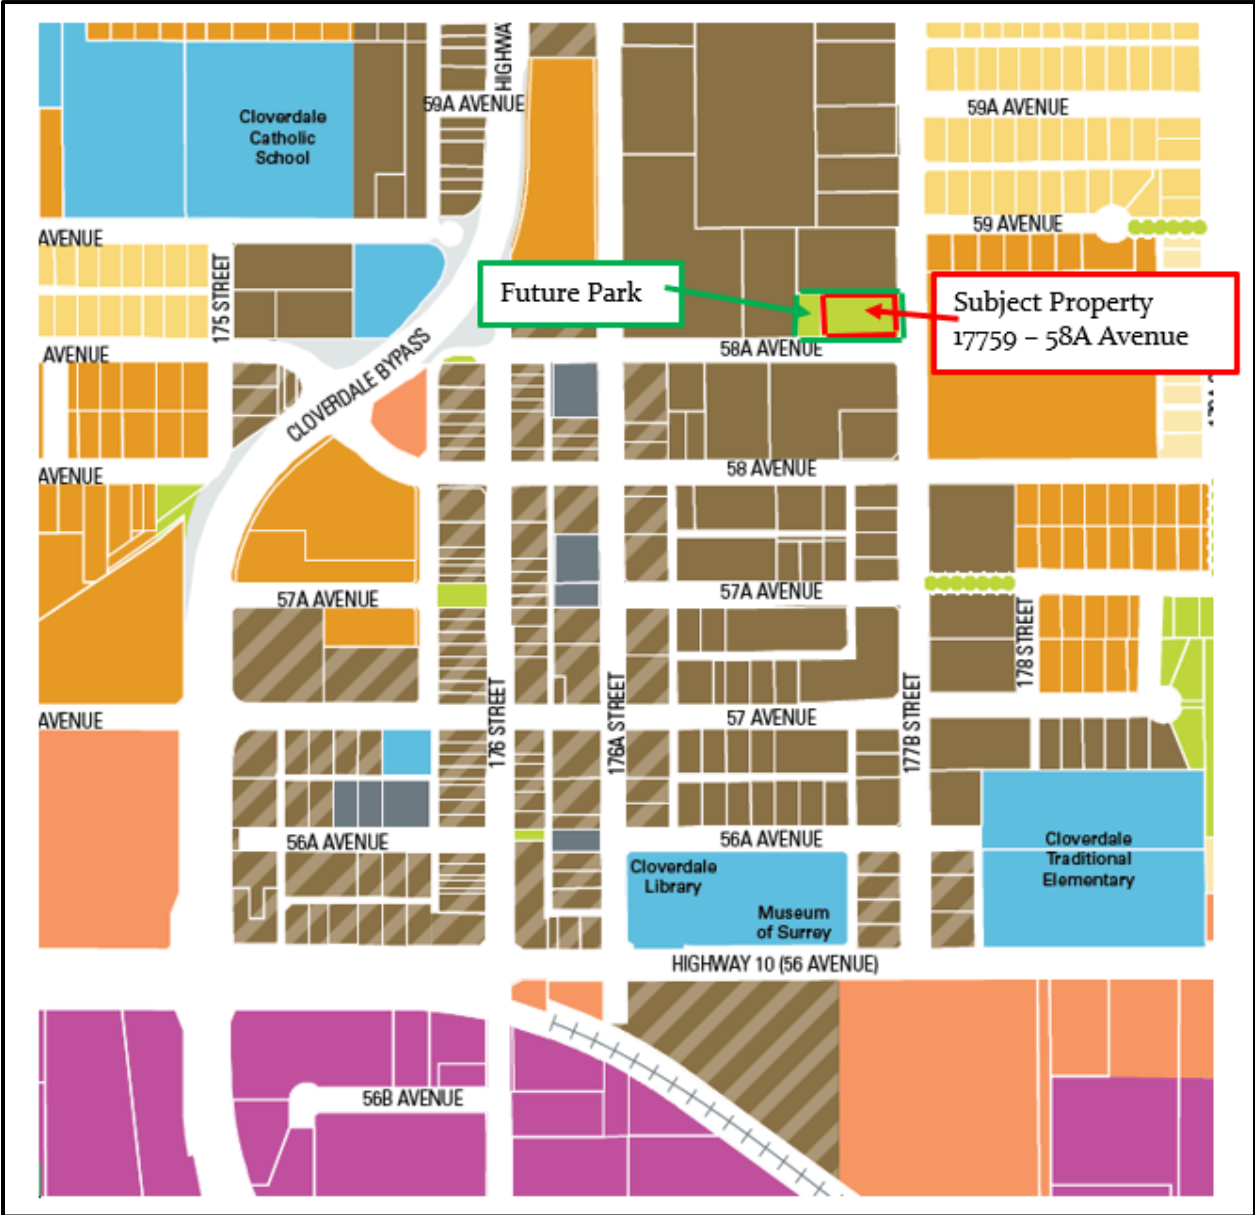 HIGHWA
59A AVENUE
59A AVENUE
Cloverdale
Catholic
School
AVENUE
59 AVENUE
175 STREET
Future Park
Subject Property
17759 – 58A Avenue
CLOVERDALE BYPASS
AVENUE
58A AVENUE
AVENUE
58 AVENUE
57A AVENUE
57A AVENUE
178 STREET
176 STREET
176A STREET
177B STREET
AVENUE
57 AVENUE
56A AVENUE
56A AVENUE
Cloverdale
Library
Museum
of Surrey
Cloverdale
Traditional
Elementary
HIGHWAY 10 (56 AVENUE)
56B AVENUE